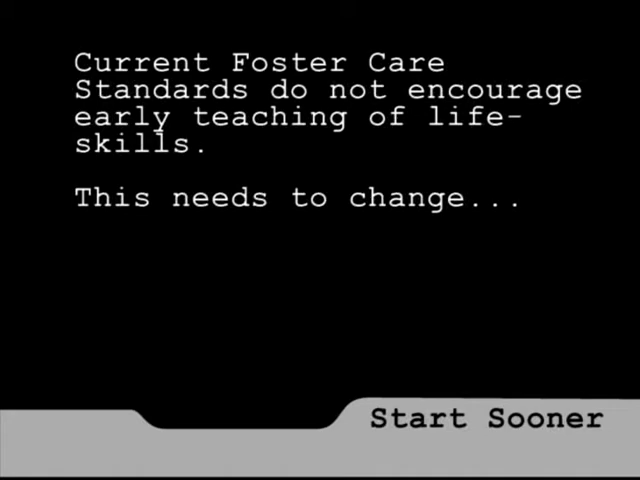 Current Foster Care
Standards do not encourage
early teaching of life-
skills.
This needs to change...
Start Sooner